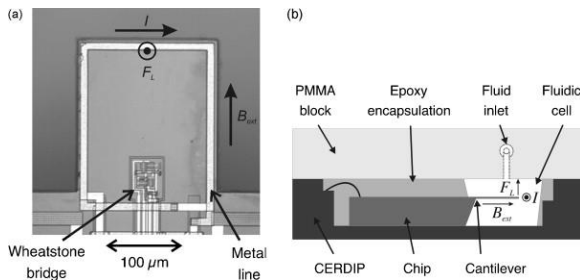 (a)
I
F_L
B_ext
Wheatstone
bridge
100 µm
Metal
line
(b)
PMMA
block
Epoxy
encapsulation
Fluid
inlet
Fluidic
cell
F_L
I
B_ext
CERDIP
Chip
Cantilever